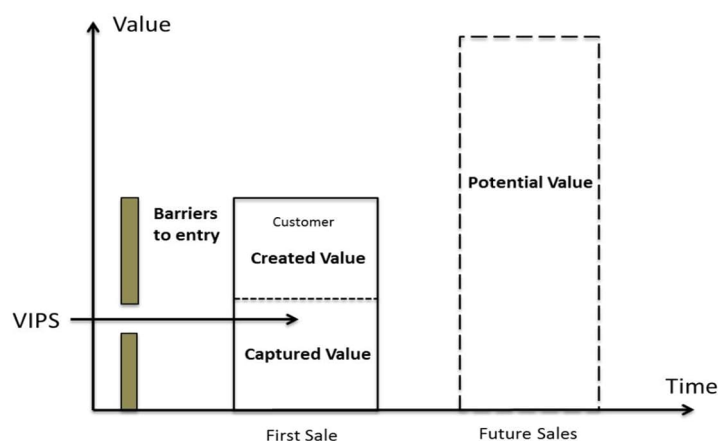 Value
Potential Value
Barriers
to entry
Customer
Created Value
VIPS
Captured Value
Time
First Sale
Future Sales